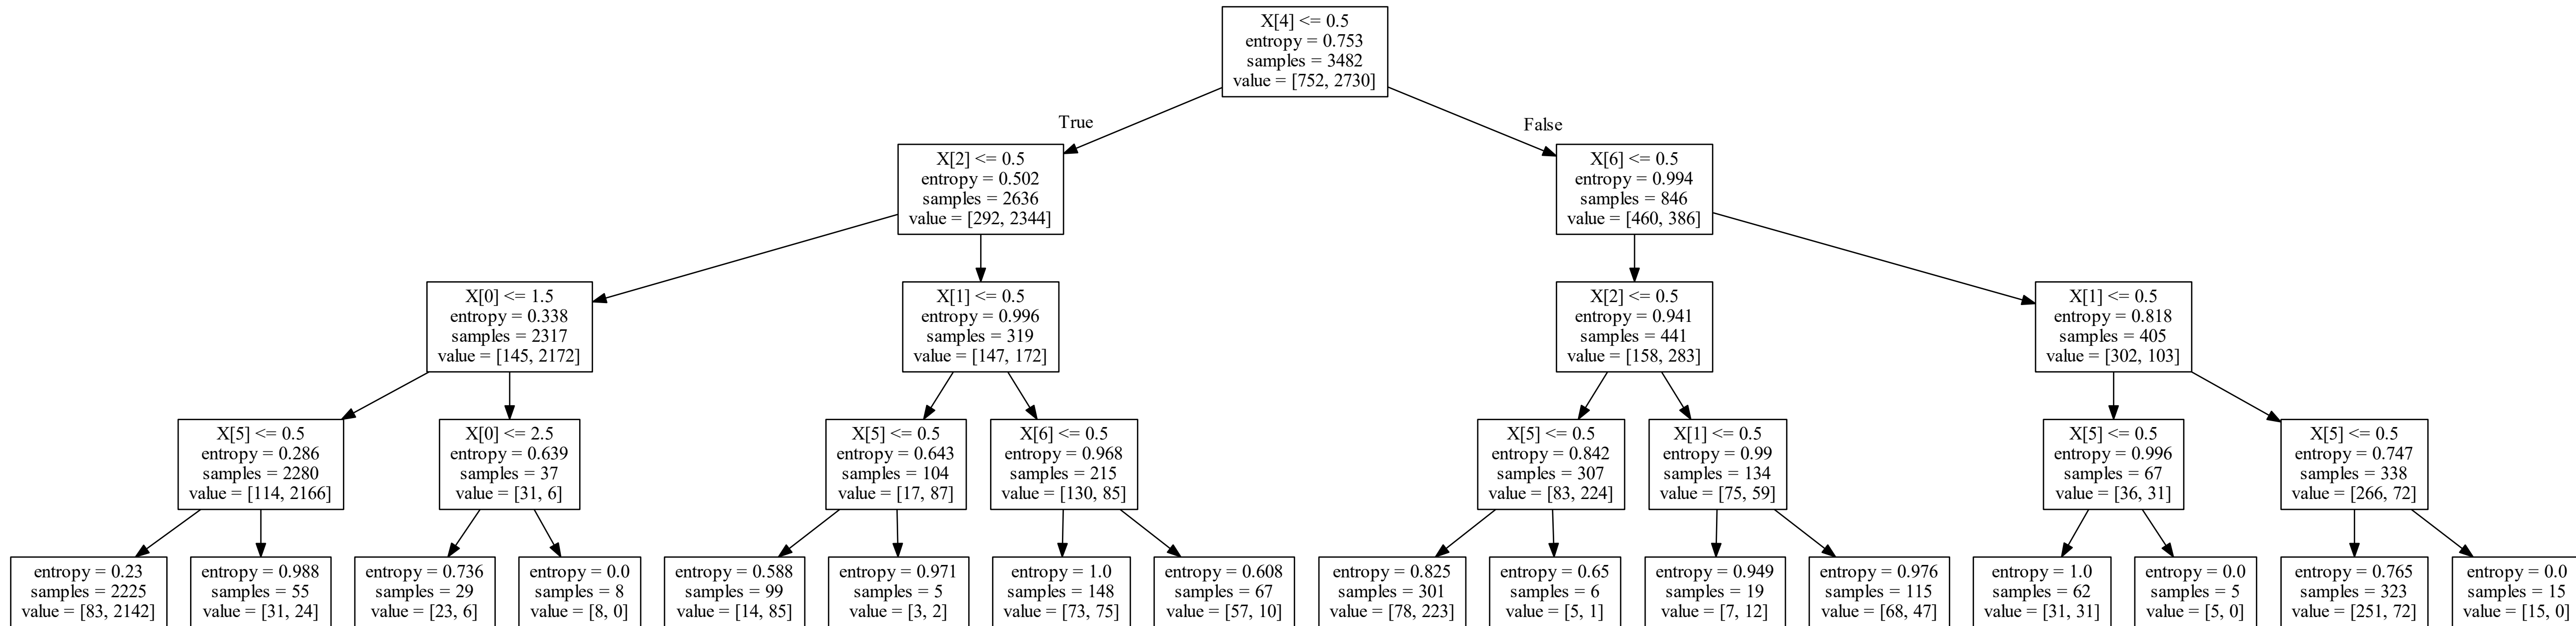 X[4] <= 0.5
entropy = 0.753
samples = 3482
value = [752, 2730]
True
False
X[2] <= 0.5
entropy = 0.502
samples = 2636
value = [292, 2344]
X[6] <= 0.5
entropy = 0.994
samples = 846
value = [460, 386]
X[0] <= 1.5
entropy = 0.338
samples = 2317
value = [145, 2172]
X[1] <= 0.5
entropy = 0.996
samples = 319
value = [147, 172]
X[2] <= 0.5
entropy = 0.941
samples = 441
value = [158, 283]
X[1] <= 0.5
entropy = 0.818
samples = 405
value = [302, 103]
X[5] <= 0.5
entropy = 0.286
samples = 2280
value = [114, 2166]
X[0] <= 2.5
entropy = 0.639
samples = 37
value = [31, 6]
X[5] <= 0.5
entropy = 0.643
samples = 104
value = [17, 87]
X[6] <= 0.5
entropy = 0.968
samples = 215
value = [130, 85]
X[5] <= 0.5
entropy = 0.842
samples = 307
value = [83, 224]
X[1] <= 0.5
entropy = 0.99
samples = 134
value = [75, 59]
X[5] <= 0.5
entropy = 0.996
samples = 67
value = [36, 31]
X[5] <= 0.5
entropy = 0.747
samples = 338
value = [266, 72]
entropy = 0.23
samples = 2225
value = [83, 2142]
entropy = 0.988
samples = 55
value = [31, 24]
entropy = 0.736
samples = 29
value = [23, 6]
entropy = 0.0
samples = 8
value = [8, 0]
entropy = 0.588
samples = 99
value = [14, 85]
entropy = 0.971
samples = 5
value = [3, 2]
entropy = 1.0
samples = 148
value = [73, 75]
entropy = 0.608
samples = 67
value = [57, 10]
entropy = 0.825
samples = 301
value = [78, 223]
entropy = 0.65
samples = 6
value = [5, 1]
entropy = 0.949
samples = 19
value = [7, 12]
entropy = 0.976
samples = 115
value = [68, 47]
entropy = 1.0
samples = 62
value = [31, 31]
entropy = 0.0
samples = 5
value = [5, 0]
entropy = 0.765
samples = 323
value = [251, 72]
entropy = 0.0
samples = 15
value = [15, 0]